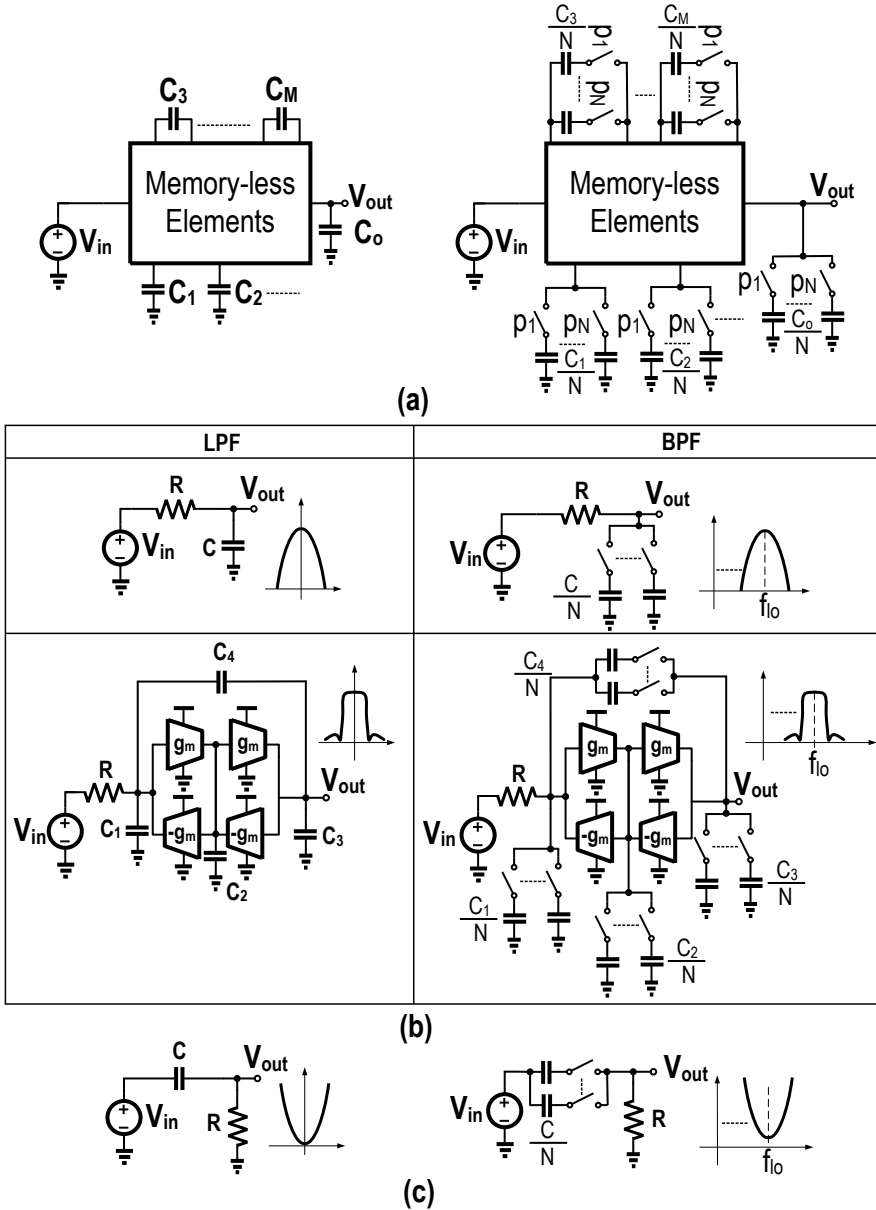 C3
CM
Memory-less
Elements
Vin
Vout
Co
C1
C2
C3
N
p1
pN
CM
N
p1
pN
Memory-less
Elements
Vin
Vout
p1
pN
C1
N
p1
pN
C2
N
p1
pN
Co
N
(a)
LPF
BPF
R
Vout
Vin
C
R
Vout
Vin
C
N
flo
C4
gm
gm
R
Vin
C1
-gm
-gm
C2
Vout
C3
C4
N
gm
gm
R
Vin
-gm
-gm
Vout
C1
N
C2
N
C3
N
flo
(b)
C
Vout
Vin
R
Vin
C
N
Vout
R
flo
(c)